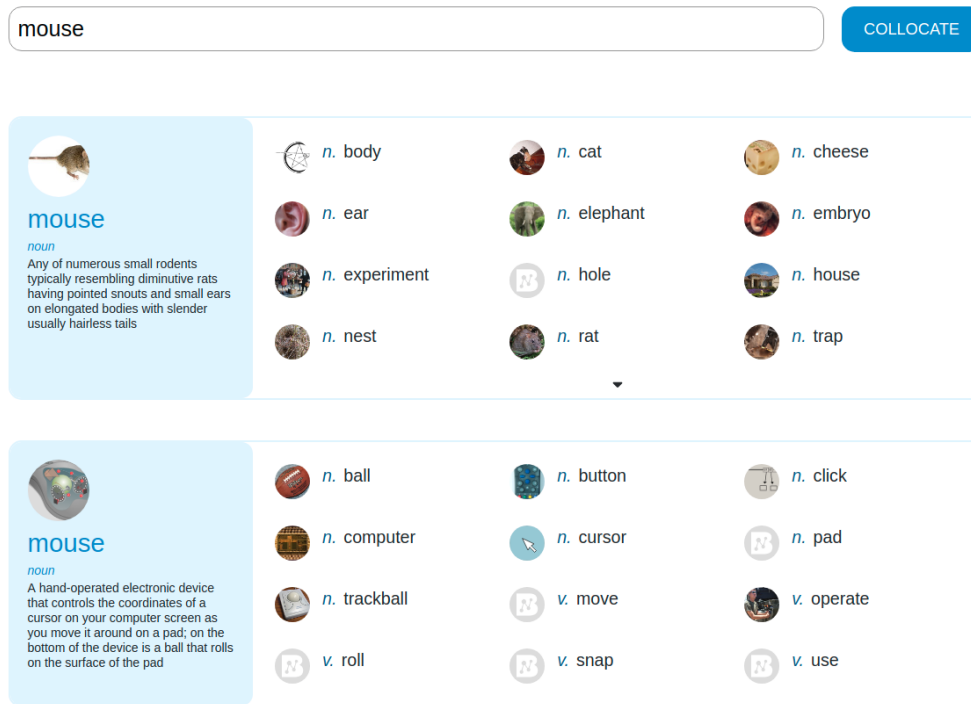 mouse
COLLOCATE
mouse
noun
Any of numerous small rodents
typically resembling diminutive rats
having pointed snouts and small ears
on elongated bodies with slender
usually hairless tails
n. body
n. cat
n. cheese
n. ear
n. elephant
n. embryo
n. experiment
n. hole
n. house
n. nest
n. rat
n. trap
mouse
noun
A hand-operated electronic device
that controls the coordinates of a
cursor on your computer screen as
you move it around on a pad; on the
bottom of the device is a ball that rolls
on the surface of the pad
n. ball
n. button
n. click
n. computer
n. cursor
n. pad
n. trackball
v. move
v. operate
v. roll
v. snap
v. use